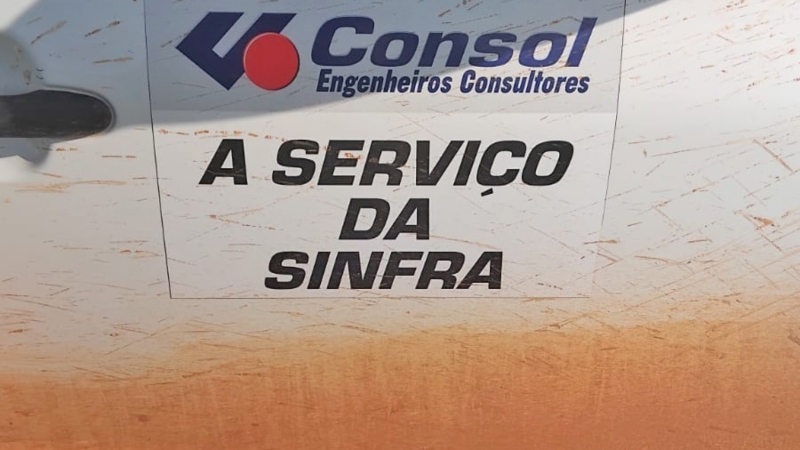 Consol
Engenheiros Consultores
A SERVIÇO
DA
SINFRA